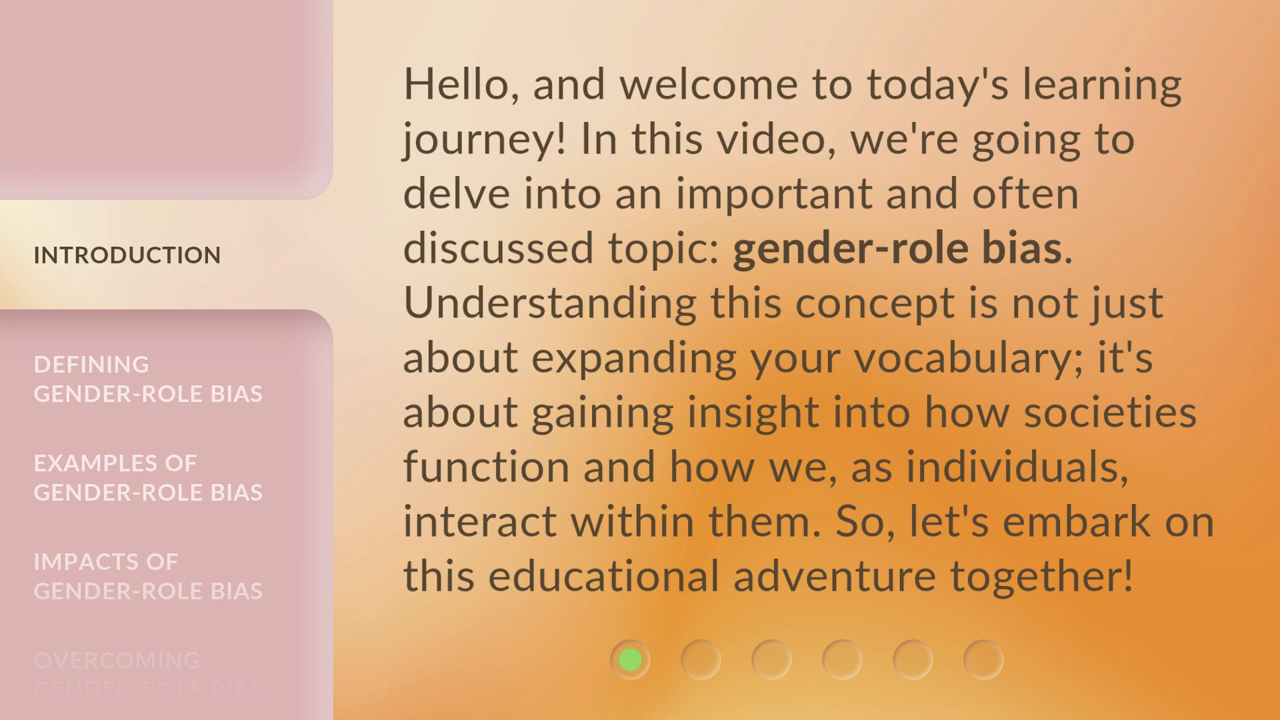 INTRODUCTION
DEFINING
GENDER-ROLE BIAS
EXAMPLES OF
GENDER-ROLE BIAS
IMPACTS OF
GENDER-ROLE BIAS
OVERCOMING
GENDER-ROLE BIAS
Hello, and welcome to today's learning
journey! In this video, we're going to
delve into an important and often
discussed topic: gender-role bias.
Understanding this concept is not just
about expanding your vocabulary; it's
about gaining insight into how societies
function and how we, as individuals,
interact within them. So, let's embark on
this educational adventure together!